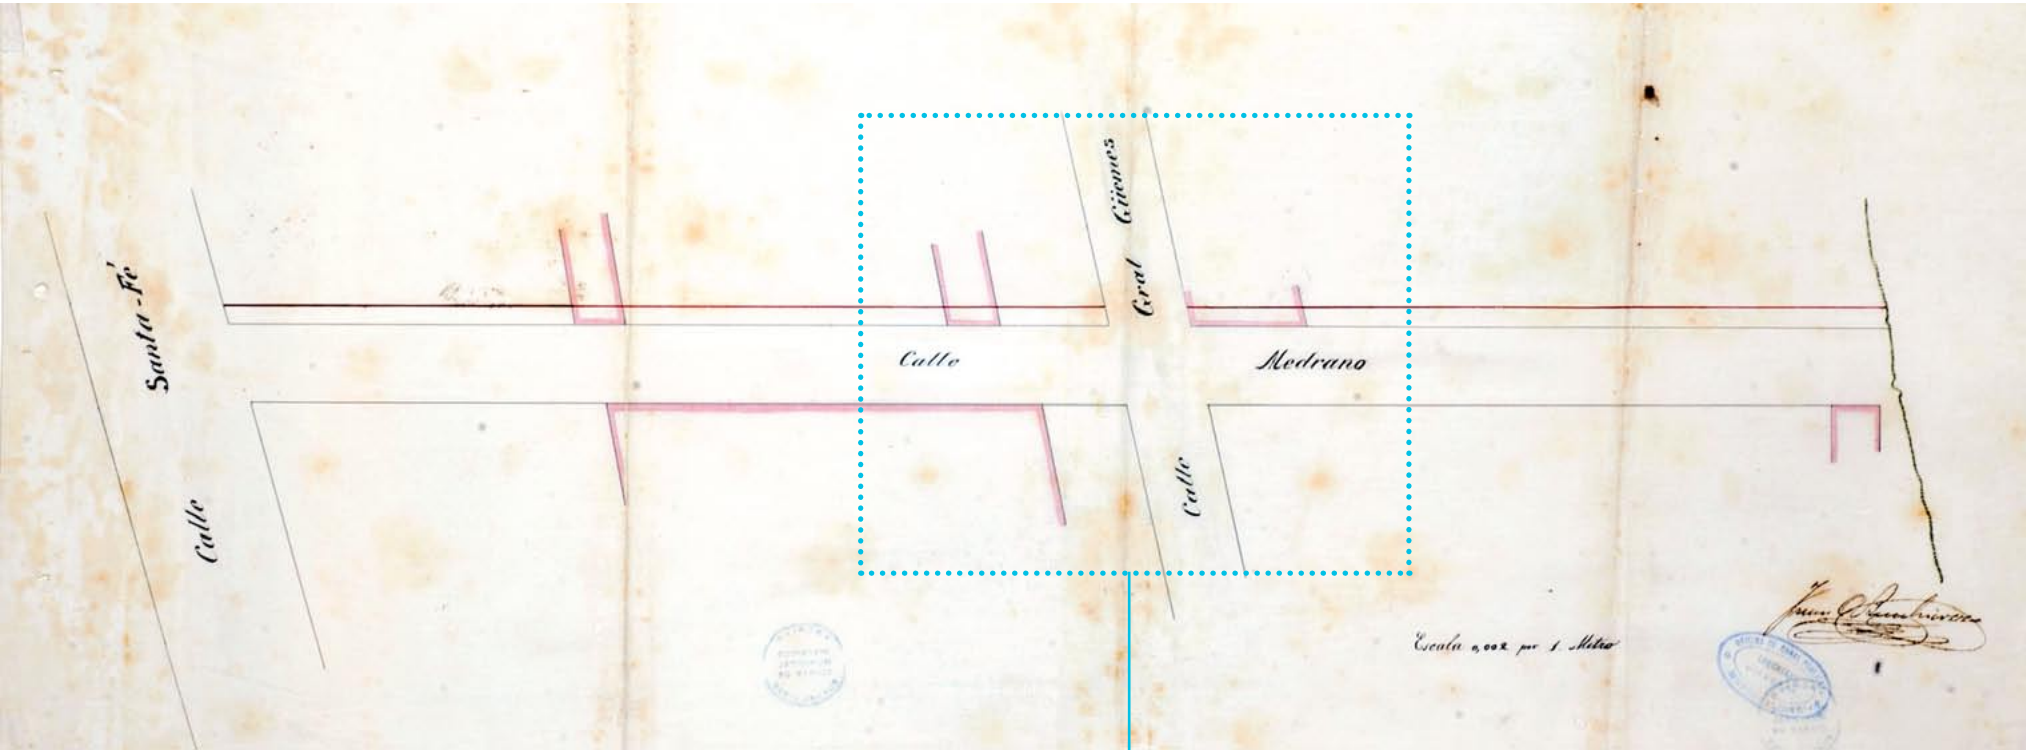 Calle Santa-Fé
Calle Gral Güemes
Calle Medrano
Escala 0,002 por 1. Metro